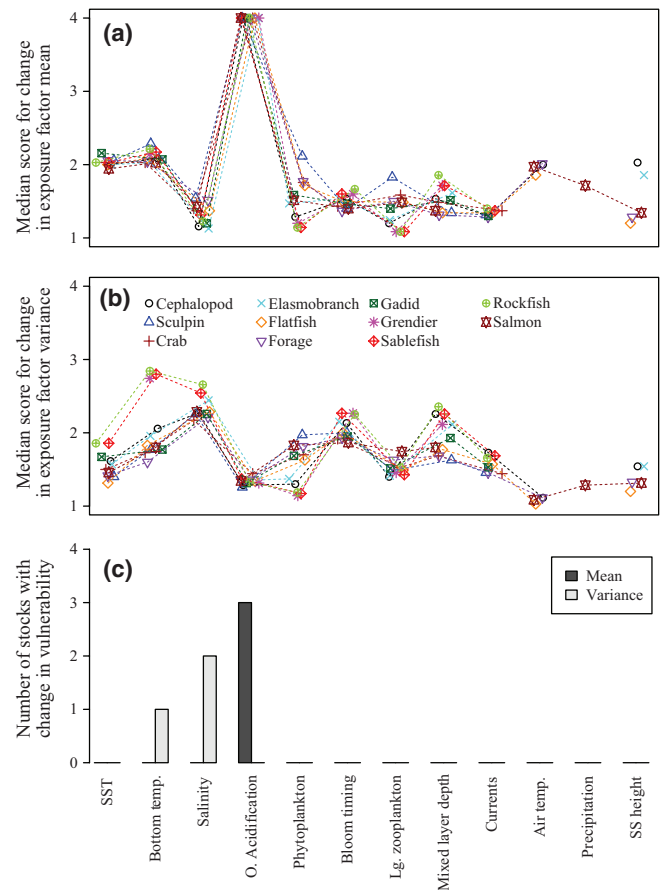 (a)
Median score for change
in exposure factor mean
4
3
2
1
(b)
Median score for change
in exposure factor variance
4
3
2
1
Cephalopod Elasmobranch Gadid Rockfish
Sculpin Flatfish Grendier Salmon
Crab Forage Sablefish
(c)
Number of stocks with
change in vulnerability
4
3
2
1
0
Mean
Variance
SST
Bottom temp.
Salinity
O. Acidification
Phytoplankton
Bloom timing
Lg. zooplankton
Mixed layer depth
Currents
Air temp.
Precipitation
SS height